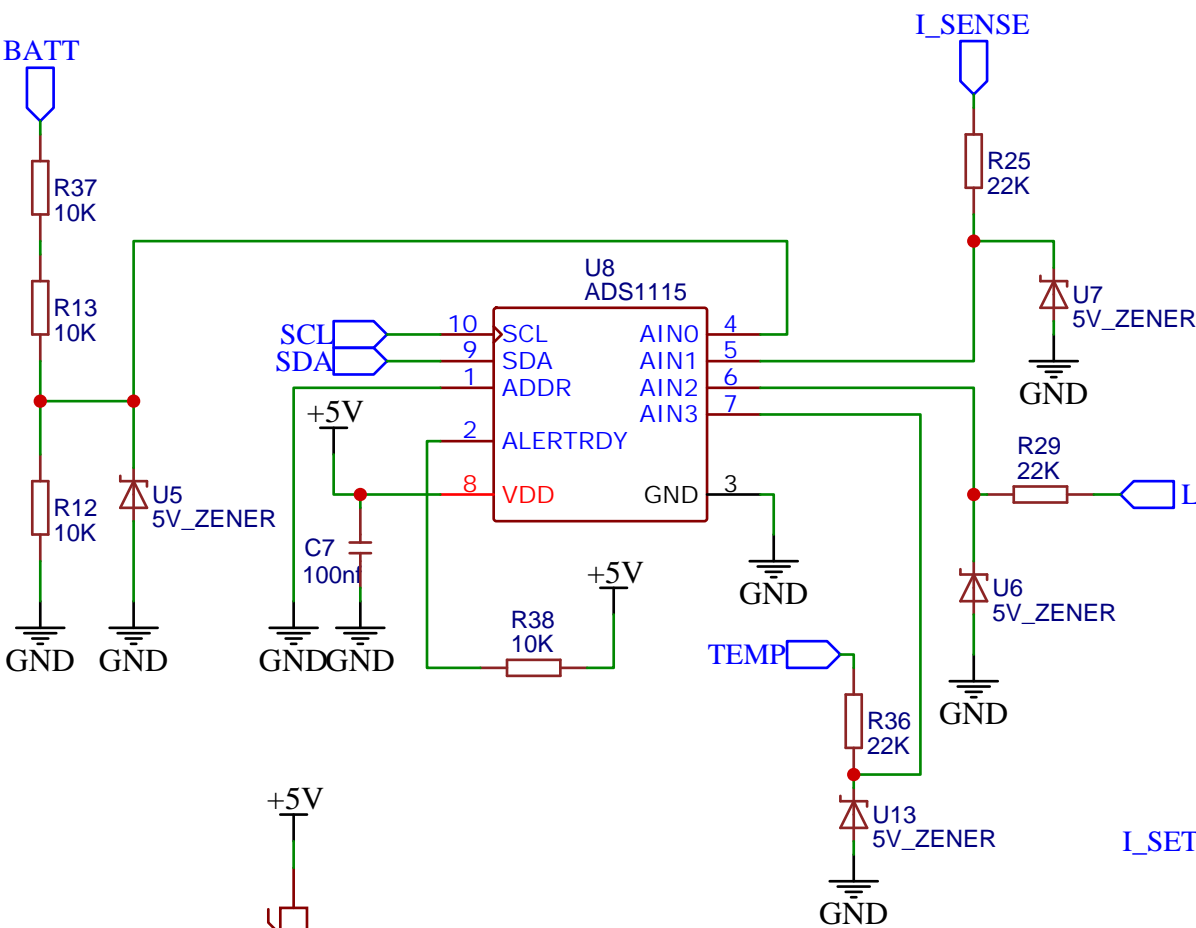 I_SENSE
BATT
R25
22K
R37
10K
U8
ADS1115
U7
5V_ZENER
R13
10K
SCL
10
SCL
AIN0
4
SDA
9
SDA
AIN1
5
1
ADDR
AIN2
6
GND
+5V
AIN3
7
2
ALERTRDY
R29
22K
8
VDD
GND
3
L
R12
10K
U5
5V_ZENER
C7
100nf
+5V
GND
U6
5V_ZENER
R38
10K
GND
GND
GND
GND
TEMP
GND
R36
22K
+5V
U13
5V_ZENER
I_SET
GND